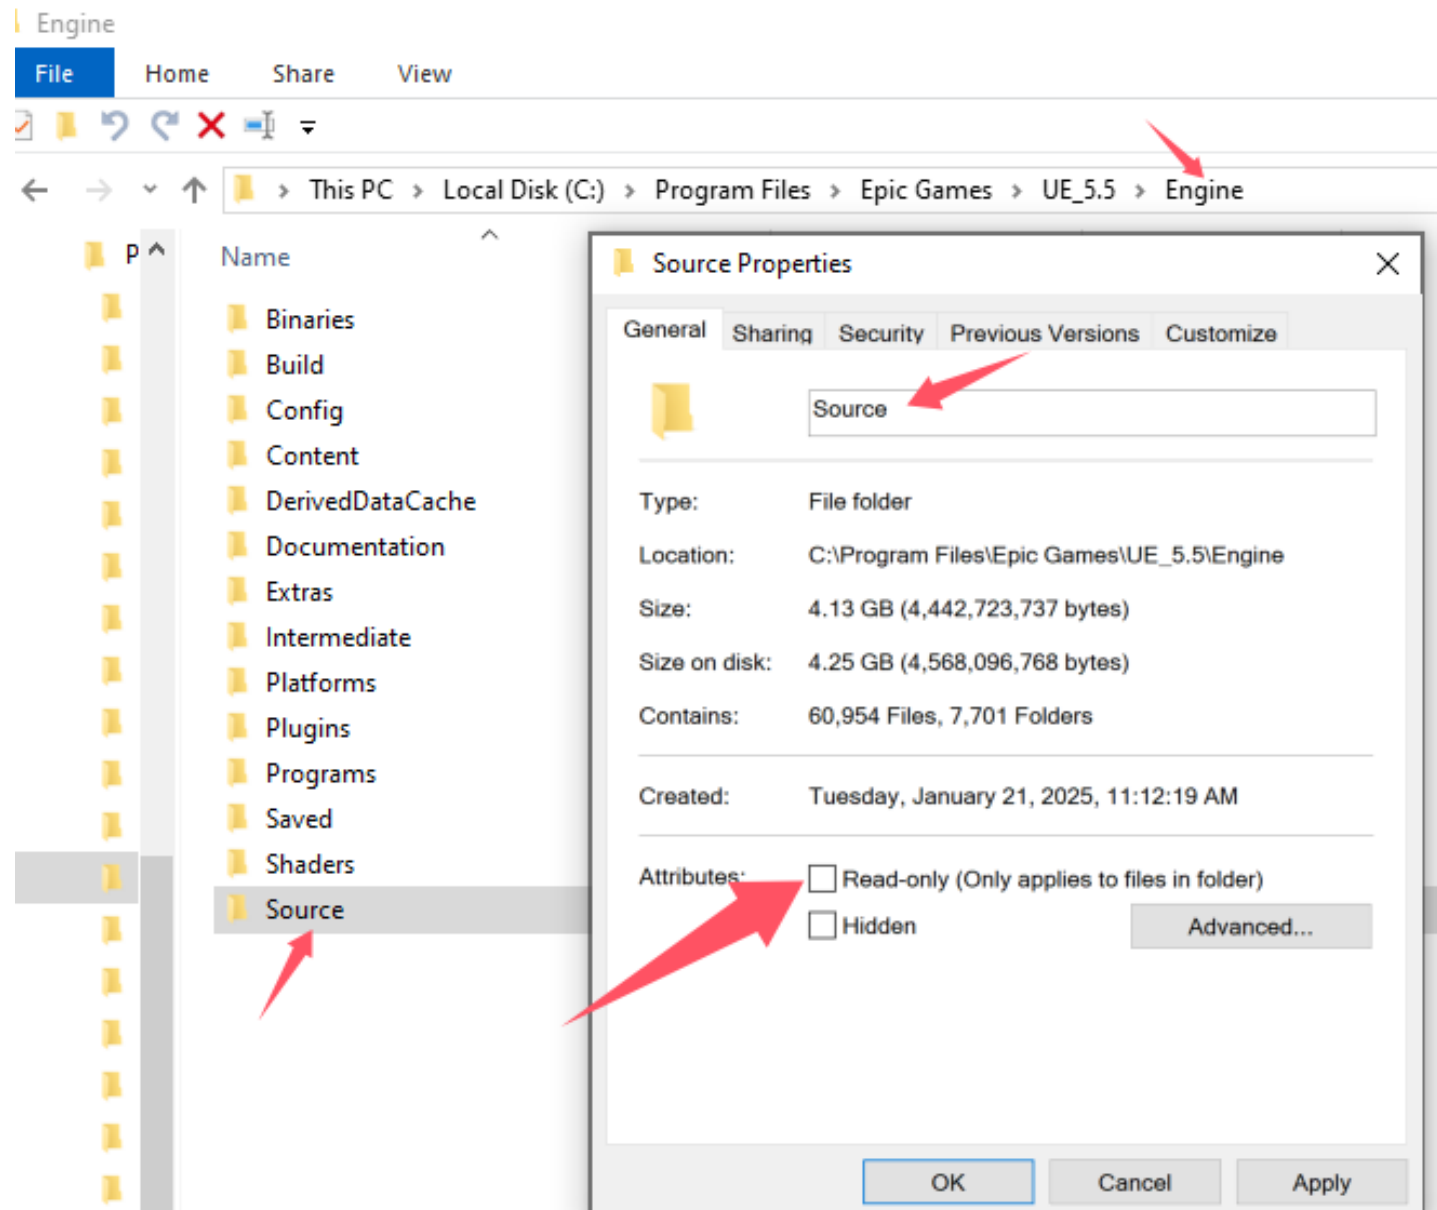 Engine
File Home Share View
This PC > Local Disk (C:) > Program Files > Epic Games > UE_5.5 > Engine
P
Name
Binaries
Build
Config
Content
DerivedDataCache
Documentation
Extras
Intermediate
Platforms
Plugins
Programs
Saved
Shaders
Source
Source Properties
General Sharing Security Previous Versions Customize
Source
Type: File folder
Location: C:\Program Files\Epic Games\UE_5.5\Engine
Size: 4.13 GB (4,442,723,737 bytes)
Size on disk: 4.25 GB (4,568,096,768 bytes)
Contains: 60,954 Files, 7,701 Folders
Created: Tuesday, January 21, 2025, 11:12:19 AM
Attributes: Read-only (Only applies to files in folder)
Hidden Advanced...
OK Cancel Apply